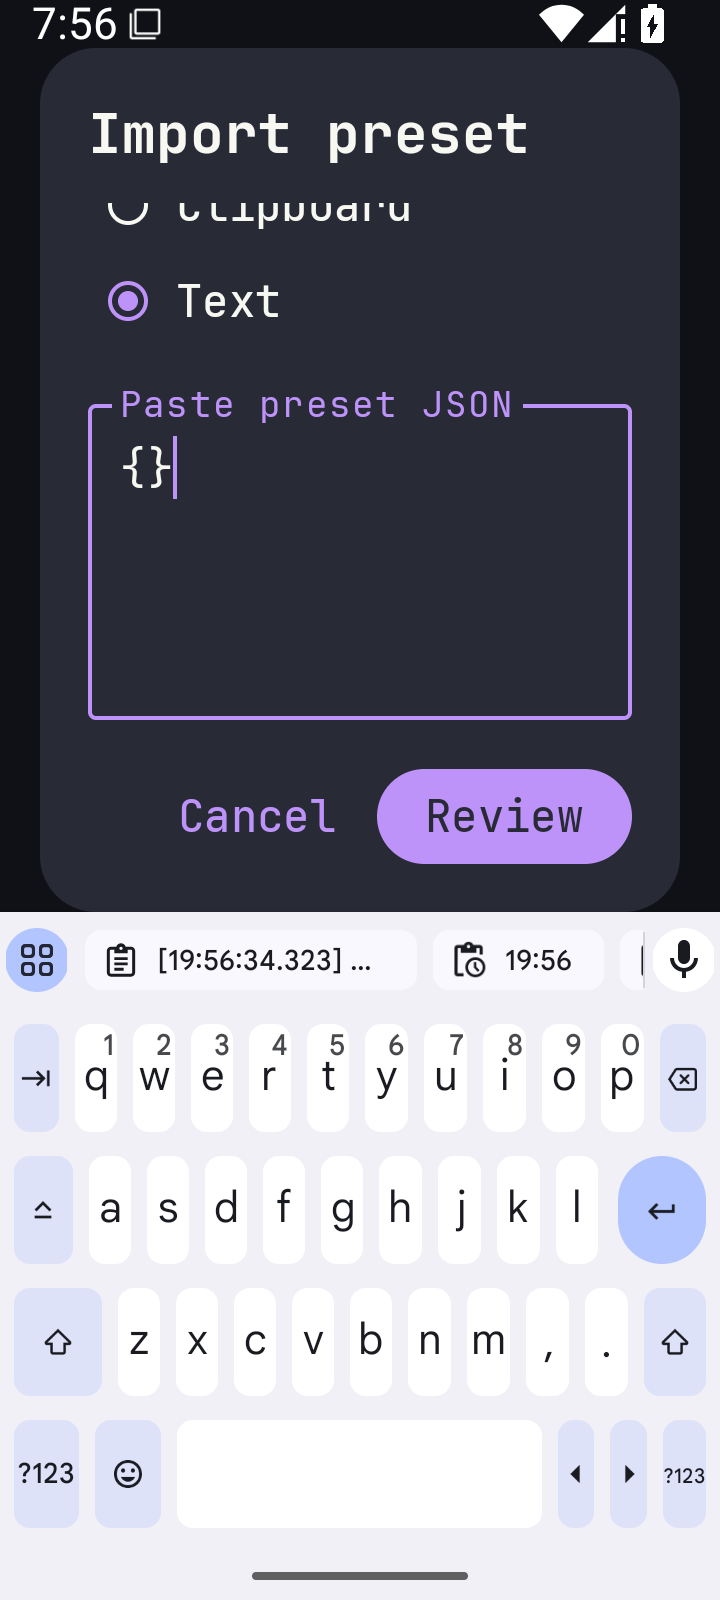 7:56
Import preset
Clipboard
Text
Paste preset JSON
{}
Cancel
Review
[19:56:34.323] ...
19:56
1 2 3 4 5 6 7 8 9 0
q w e r t y u i o p
a s d f g h j k l
z x c v b n m , .
?123
?123